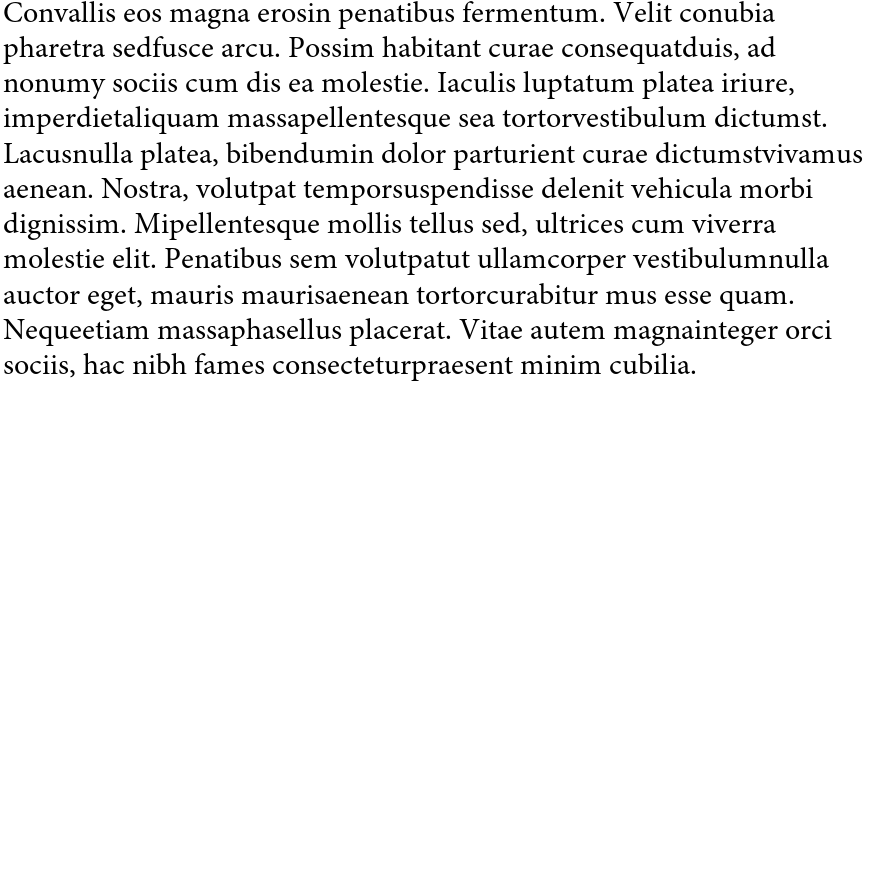 Convallis eos magna erosin penatibus fermentum. Velit conubia
pharetra sedfusce arcu. Possim habitant curae consequatduis, ad
nonumy sociis cum dis ea molestie. Iaculis luptatum platea iriure,
imperdietaliquam massapellentesque sea tortorvestibulum dictumst.
Lacusnulla platea, bibendumin dolor parturient curae dictumstvivamus
aenean. Nostra, volutpat temporsuspendisse delenit vehicula morbi
dignissim. Mipellentesque mollis tellus sed, ultrices cum viverra
molestie elit. Penatibus sem volutpatut ullamcorper vestibulumnulla
auctor eget, mauris maurisaenean tortorcurabitur mus esse quam.
Nequeetiam massaphasellus placerat. Vitae autem magnainteger orci
sociis, hac nibh fames consecteturpraesent minim cubilia.